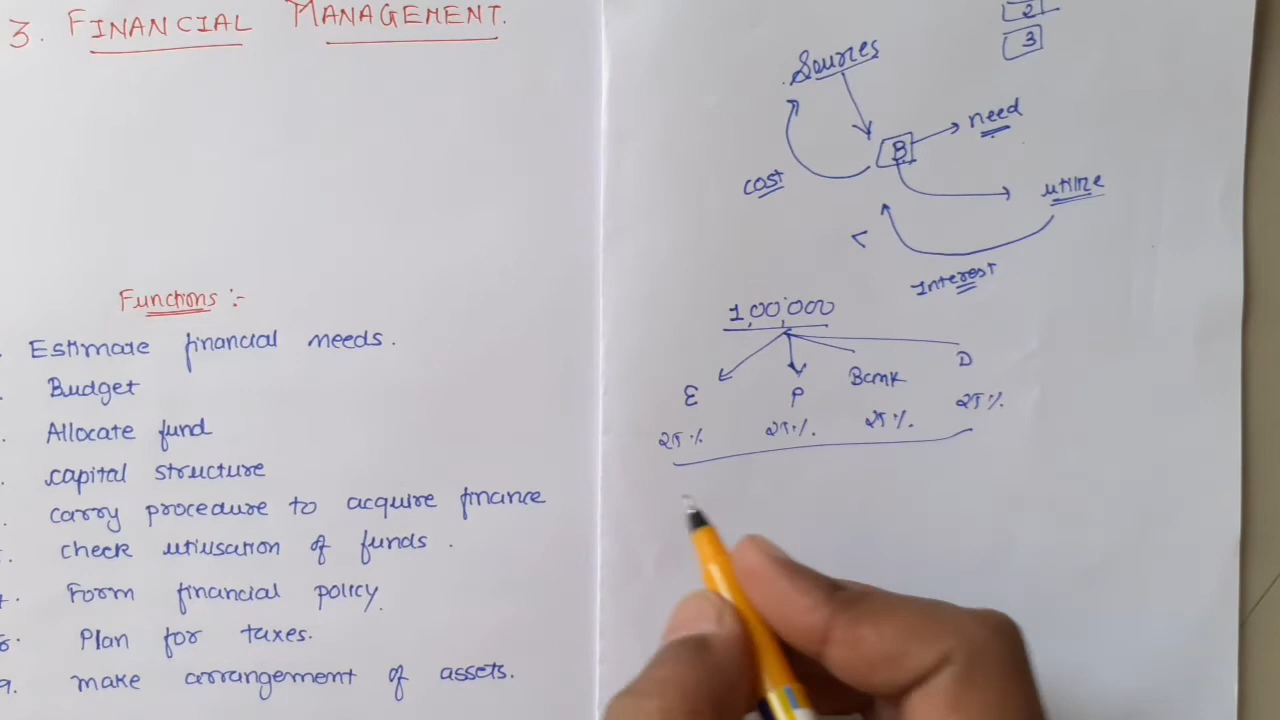 3. FINANCIAL MANAGEMENT.
Functions :-
Estimate financial needs.
Budget
Allocate fund
capital structure
carry procedure to acquire finance
check utilisation of funds.
Form financial policy.
8. Plan for taxes.
9. make arrangement of assets.
2
3
Sources
B
need
cost
utilize
<
Interest
1,00,000
E P Bank D
25% 25% 25% 25%